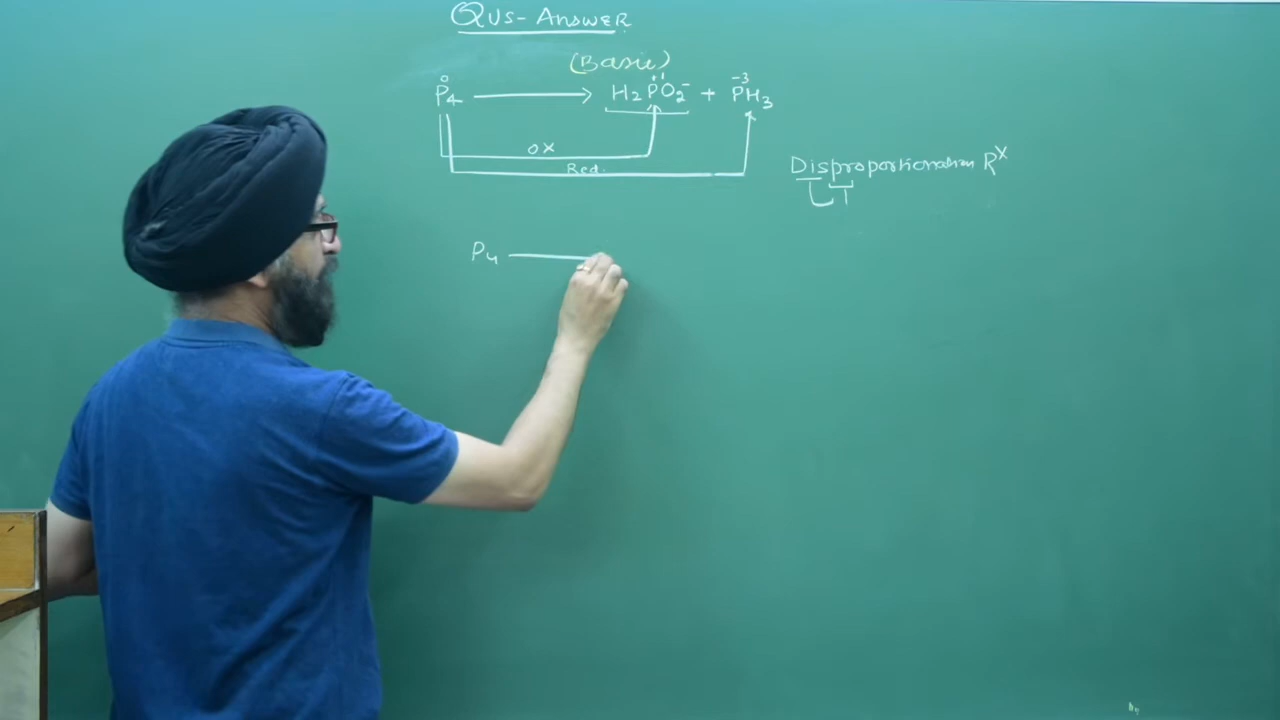 QUS- ANSWER
(Basic)
0 +1 -3
P4 → H2PO2- + PH3
OX
Red.
Disproportionation RX
P4